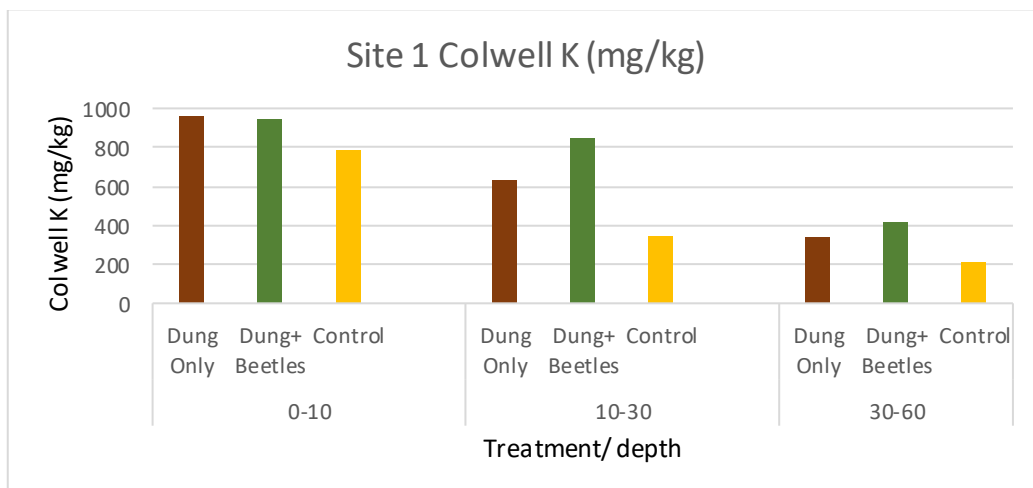 Site 1 Colwell K (mg/kg)
Colwell K (mg/kg)
1000
800
600
400
200
0
Dung Only
Dung+ Beetles
Control
Dung Only
Dung+ Beetles
Control
Dung Only
Dung+ Beetles
Control
0-10
10-30
30-60
Treatment/ depth